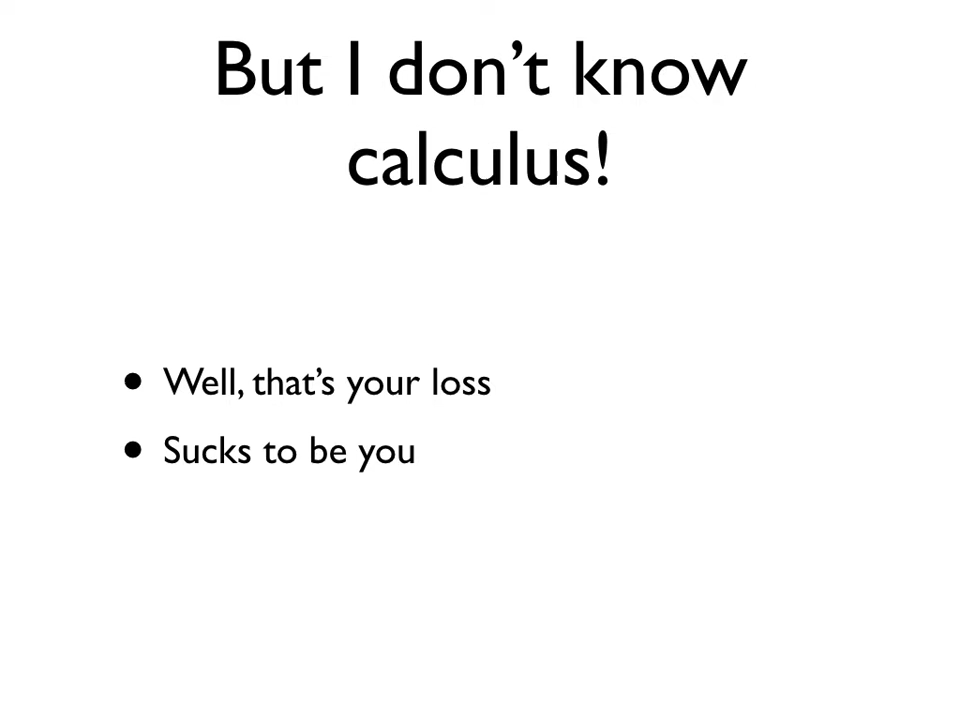 But I don’t know
calculus!
• Well, that’s your loss
• Sucks to be you